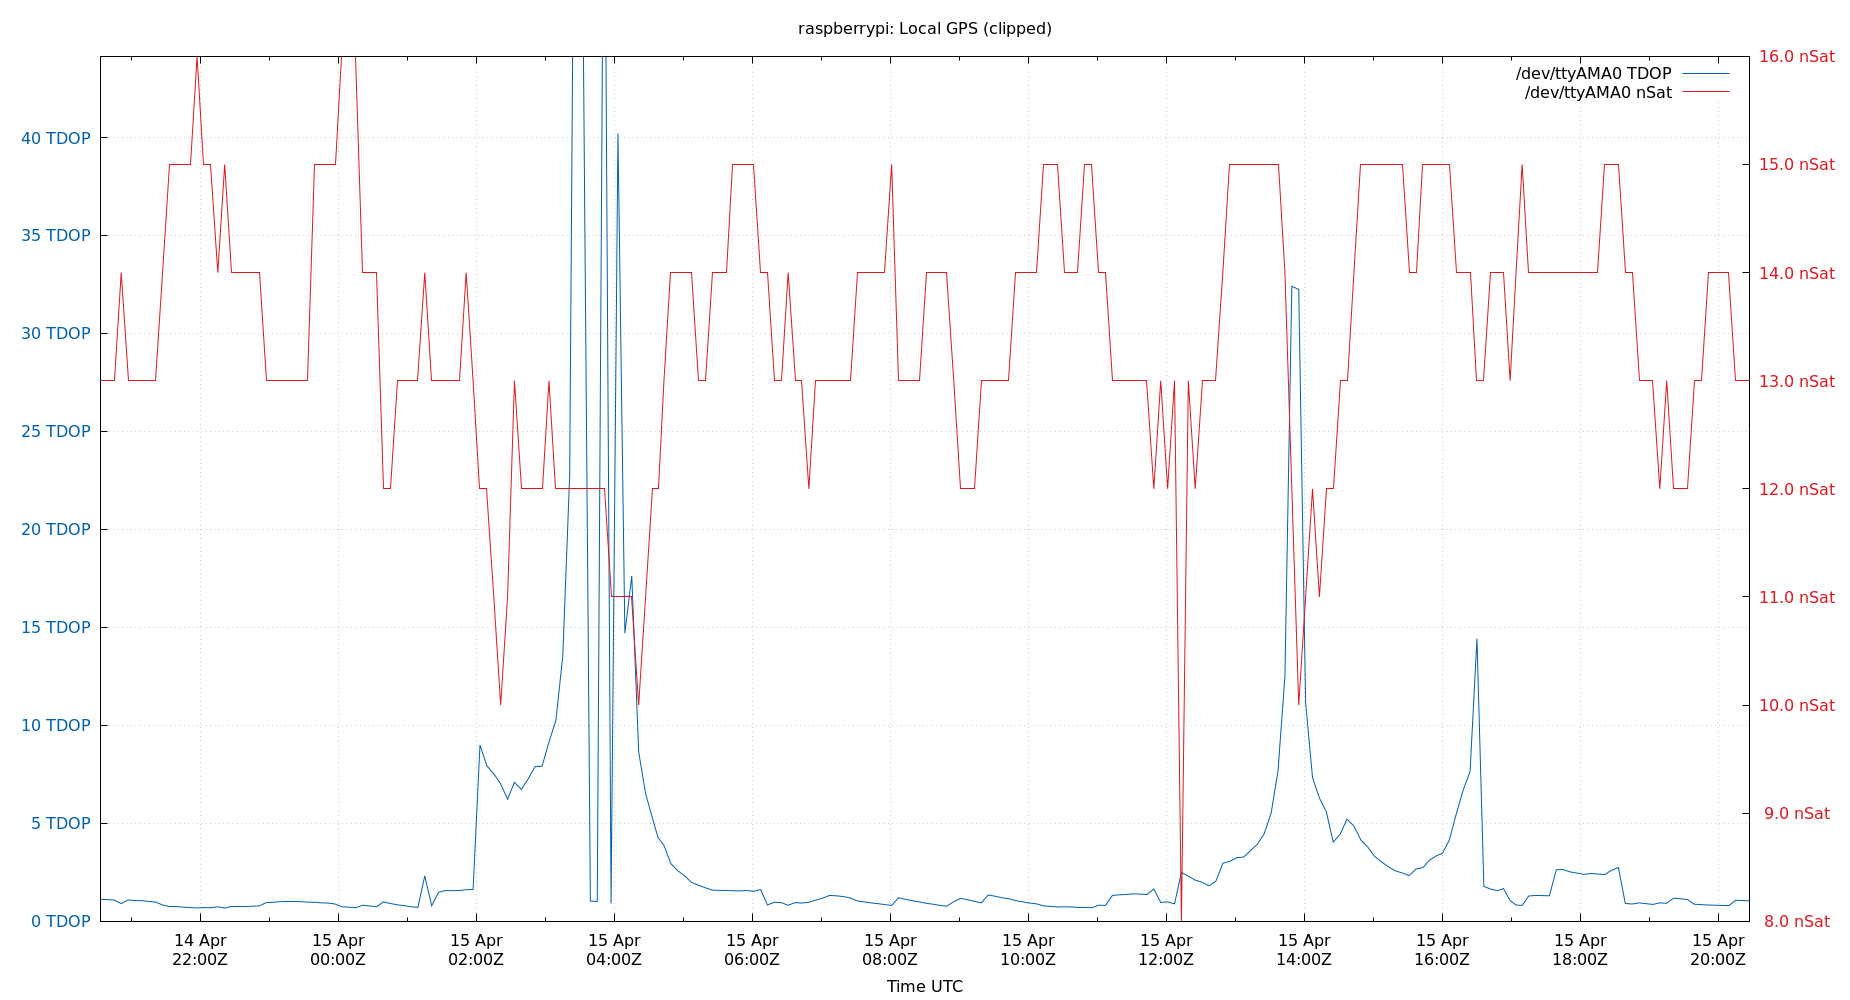 raspberrypi: Local GPS (clipped)
16.0 nSat
/dev/ttyAMA0 TDOP
/dev/ttyAMA0 nSat
40 TDOP
15.0 nSat
35 TDOP
14.0 nSat
30 TDOP
13.0 nSat
25 TDOP
12.0 nSat
20 TDOP
11.0 nSat
15 TDOP
10.0 nSat
10 TDOP
9.0 nSat
5 TDOP
8.0 nSat
0 TDOP
14 Apr 15 Apr 15 Apr 15 Apr 15 Apr 15 Apr 15 Apr 15 Apr 15 Apr 15 Apr 15 Apr 15 Apr
22:00Z 00:00Z 02:00Z 04:00Z 06:00Z 08:00Z 10:00Z 12:00Z 14:00Z 16:00Z 18:00Z 20:00Z
Time UTC